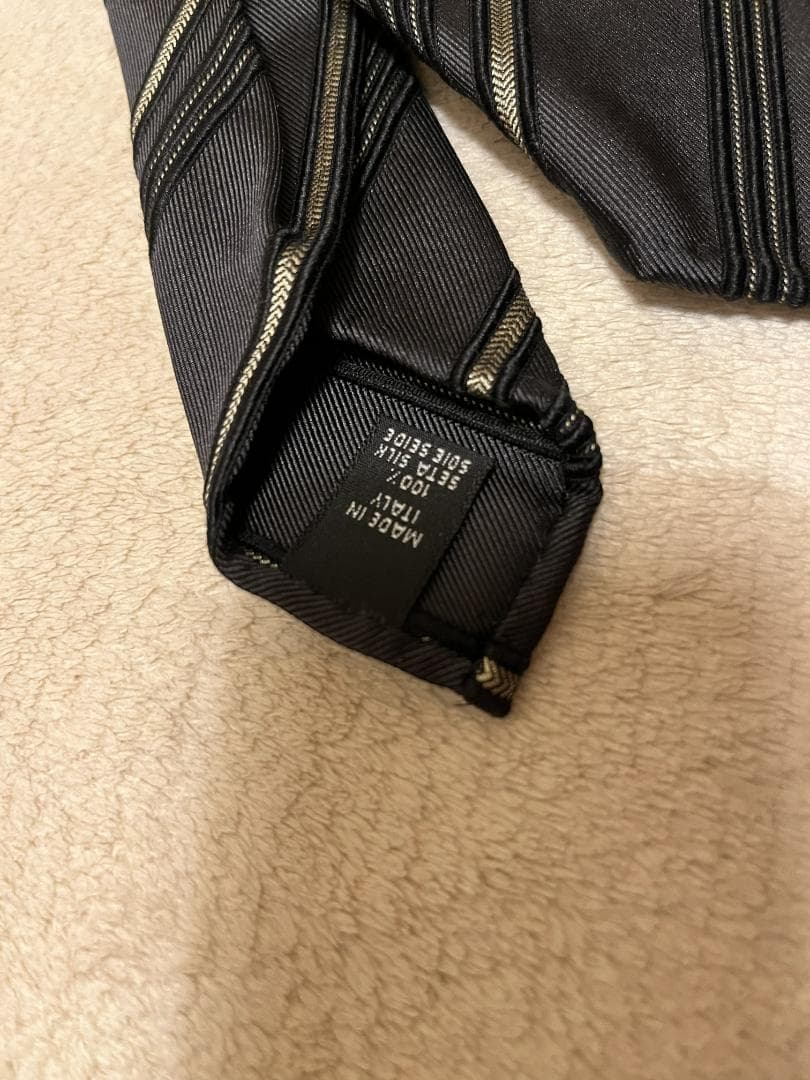 MADE IN
ITALY
100%
SETA SILK
SOIE SEIDE